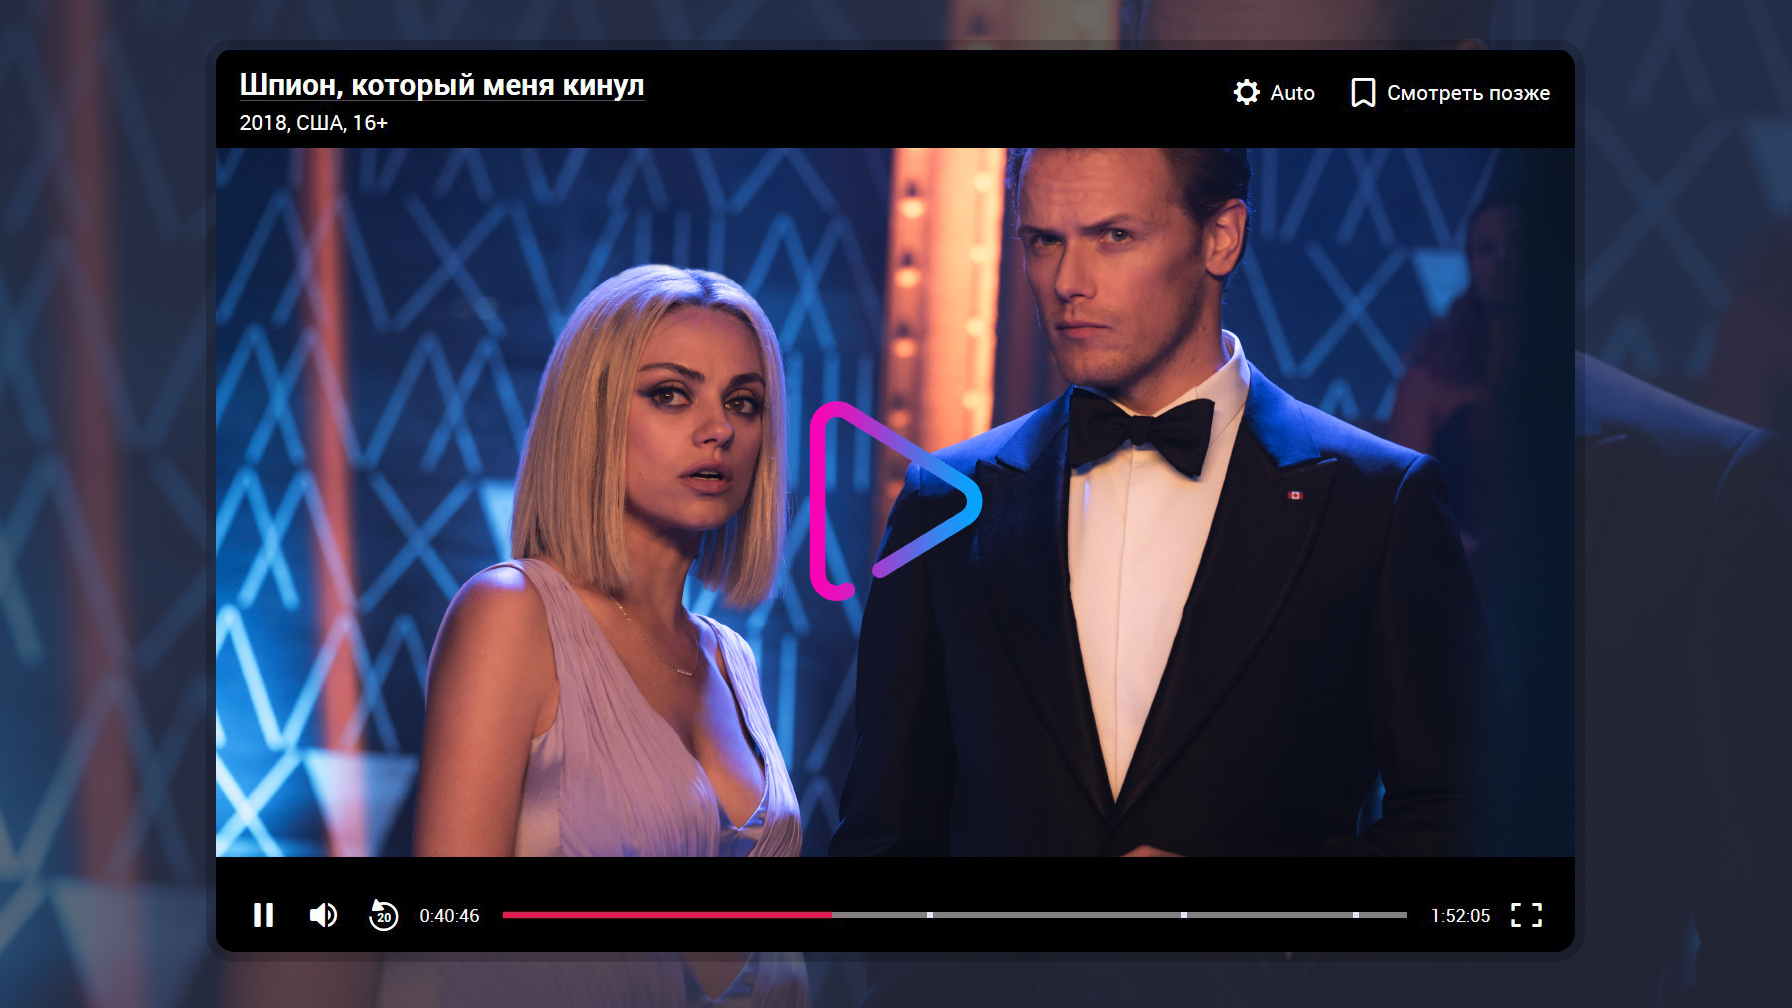 Шпион, который меня кинул
2018, США, 16+
Auto
Смотреть позже
20
0:40:46
1:52:05